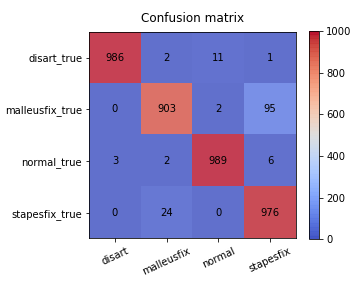 Confusion matrix
disart_true 986 2 11 1
malleusfix_true 0 903 2 95
normal_true 3 2 989 6
stapesfix_true 0 24 0 976
disart malleusfix normal stapesfix
1000
800
600
400
200
0